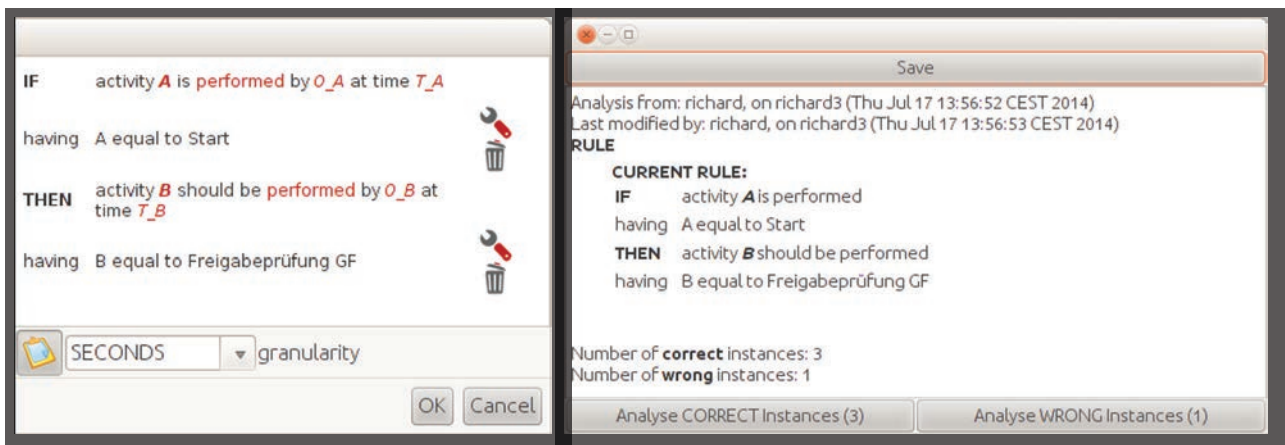 IF activity A is performed by O_A at time T_A
having A equal to Start
THEN activity B should be performed by O_B at
time T_B
having B equal to Freigabeprüfung GF
SECONDS granularity
OK Cancel
Save
Analysis from: richard, on richard3 (Thu Jul 17 13:56:52 CEST 2014)
Last modified by: richard, on richard3 (Thu Jul 17 13:56:53 CEST 2014)
RULE
CURRENT RULE:
IF activity A is performed
having A equal to Start
THEN activity B should be performed
having B equal to Freigabeprüfung GF
Number of correct instances: 3
Number of wrong instances: 1
Analyse CORRECT Instances (3) Analyse WRONG Instances (1)